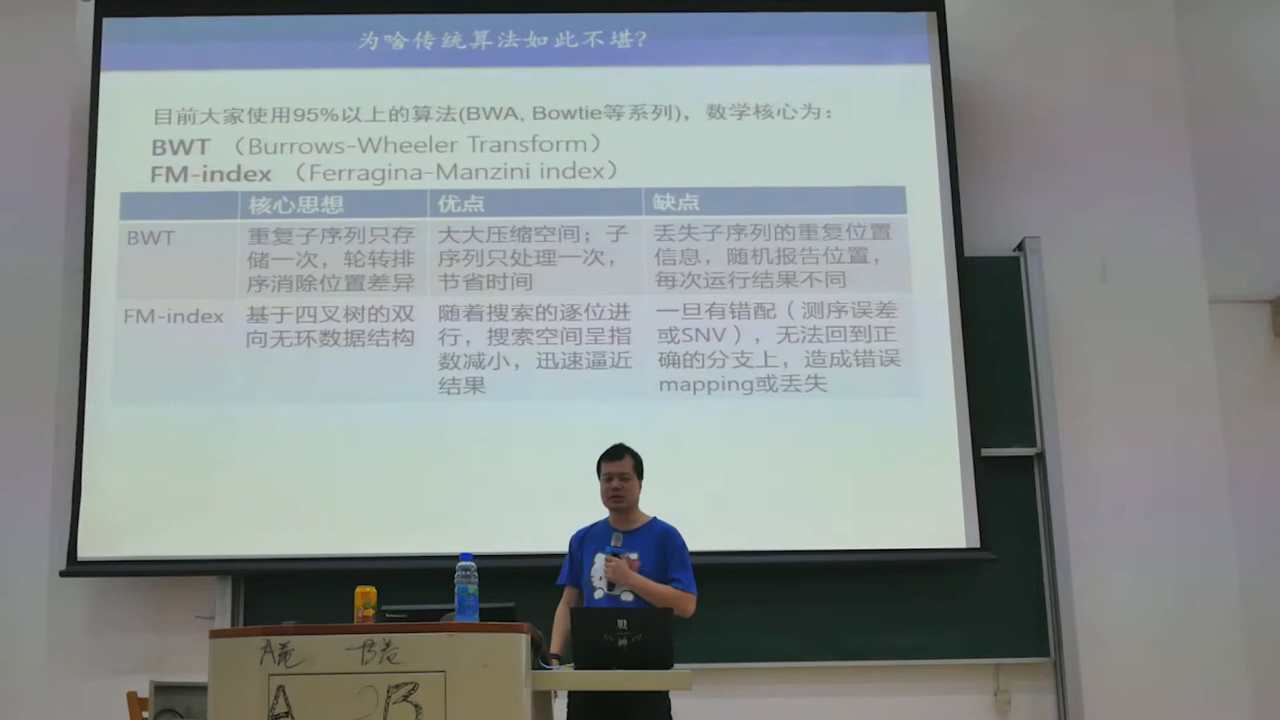 为啥传统算法如此不堪？
目前大家使用95%以上的算法(BWA, Bowtie等系列)，数学核心为：
BWT （Burrows-Wheeler Transform）
FM-index （Ferragina-Manzini index）
核心思想 优点 缺点
BWT
重复子序列只存
储一次，轮转排
序消除位置差异
大大压缩空间；子
序列只处理一次，
节省时间
丢失子序列的重复位置
信息，随机报告位置，
每次运行结果不同
FM-index
基于四叉树的双
向无环数据结构
随着搜索的逐位进
行，搜索空间呈指
数减小，迅速逼近
结果
一旦有错配（测序误差
或SNV），无法回到正
确的分支上，造成错误
mapping或丢失
战
神
A B